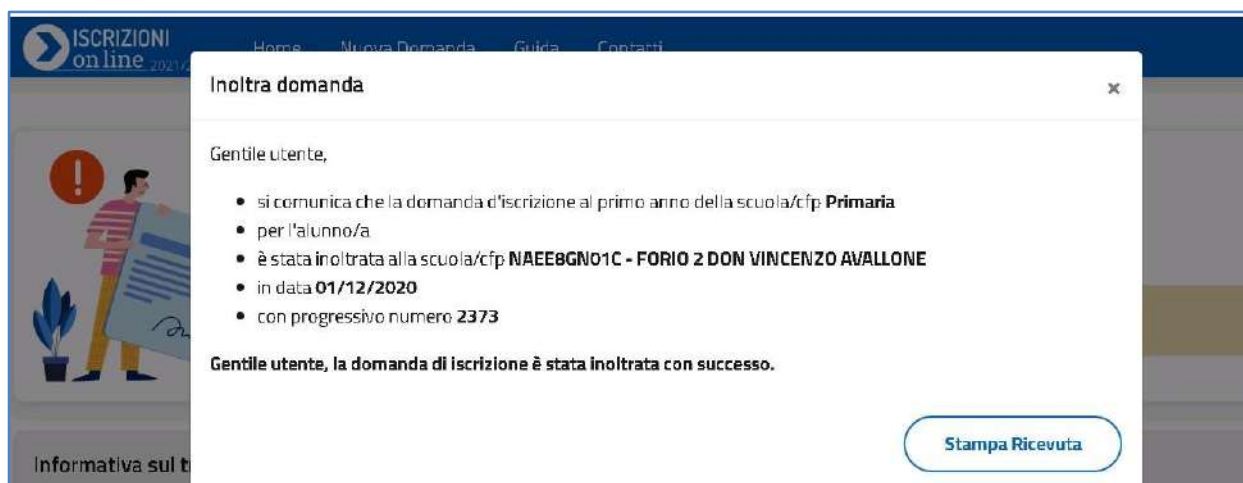 ISCRIZIONI
on line 2021/2
Home Nuova Domanda Guida Contatti
Inoltra domanda ×
Gentile utente,
• si comunica che la domanda d'iscrizione al primo anno della scuola/cfp Primaria
• per l'alunno/a
• è stata inoltrata alla scuola/cfp NAEE8GN01C - FORIO 2 DON VINCENZO AVALLONE
• in data 01/12/2020
• con progressivo numero 2373
Gentile utente, la domanda di iscrizione è stata inoltrata con successo.
Stampa Ricevuta
Informativa sul t